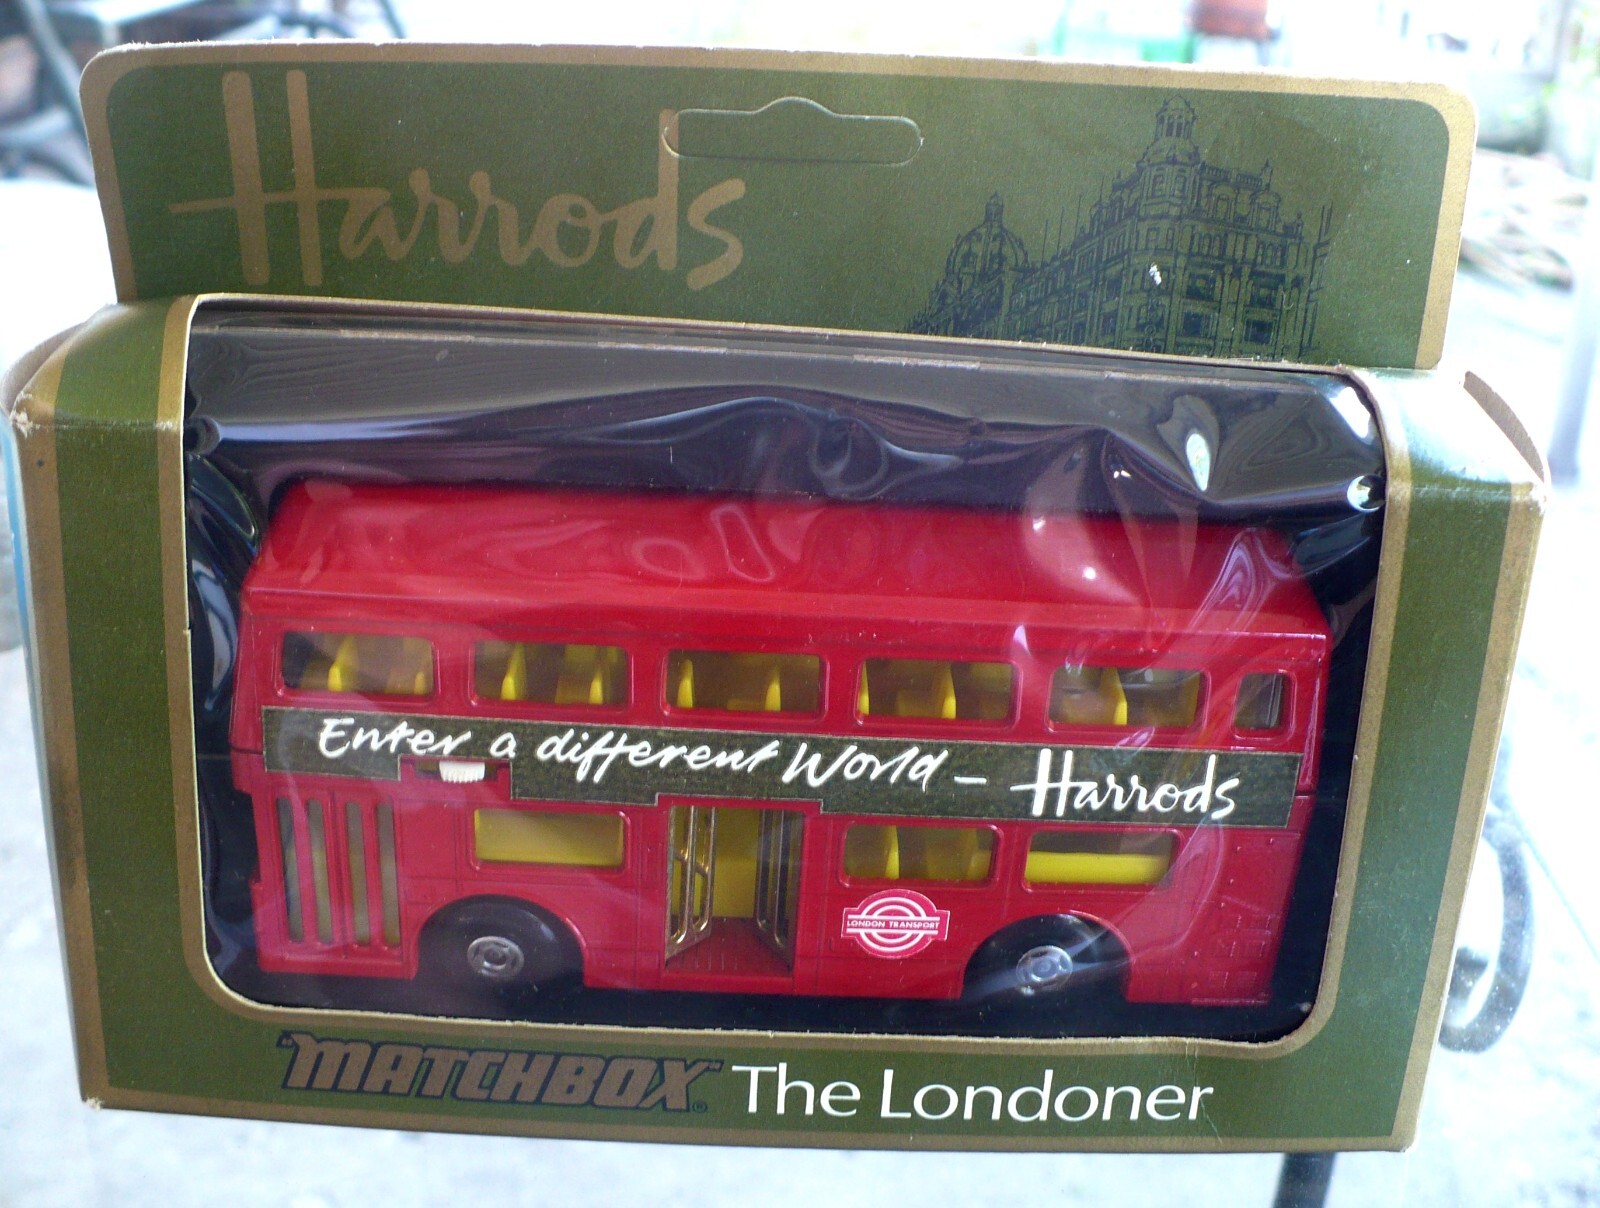 Harrods
Enter a different World – Harrods
LONDON TRANSPORT
"MATCHBOX"® The Londoner